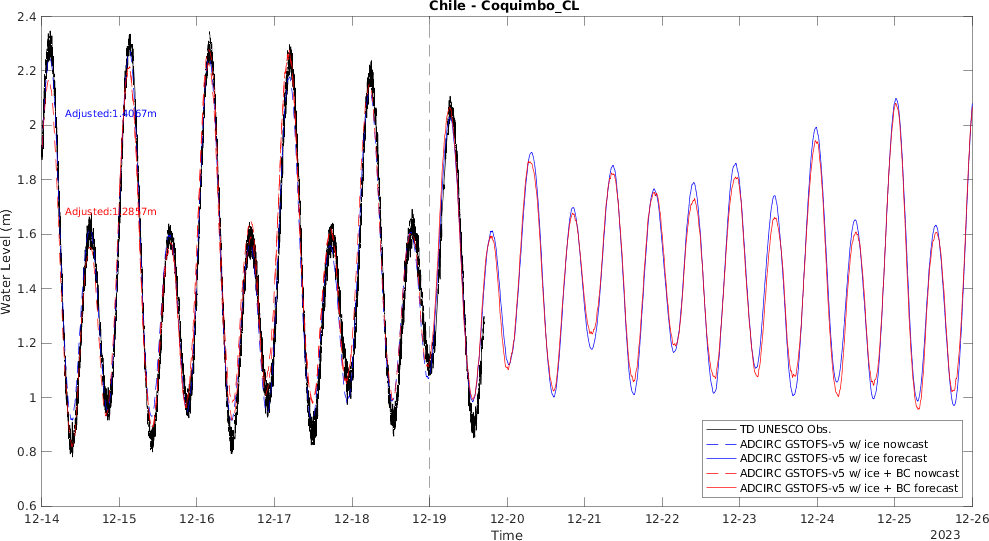 Chile - Coquimbo_CL
2.4
2.2
2
1.8
1.6
1.4
1.2
1
0.8
0.6
Water Level (m)
Adjusted:1.4067m
Adjusted:1.2857m
TD UNESCO Obs.
ADCIRC GSTOFS-v5 w/ ice nowcast
ADCIRC GSTOFS-v5 w/ ice forecast
ADCIRC GSTOFS-v5 w/ ice + BC nowcast
ADCIRC GSTOFS-v5 w/ ice + BC forecast
12-14 12-15 12-16 12-17 12-18 12-19 12-20 12-21 12-22 12-23 12-24 12-25 12-26
Time
2023